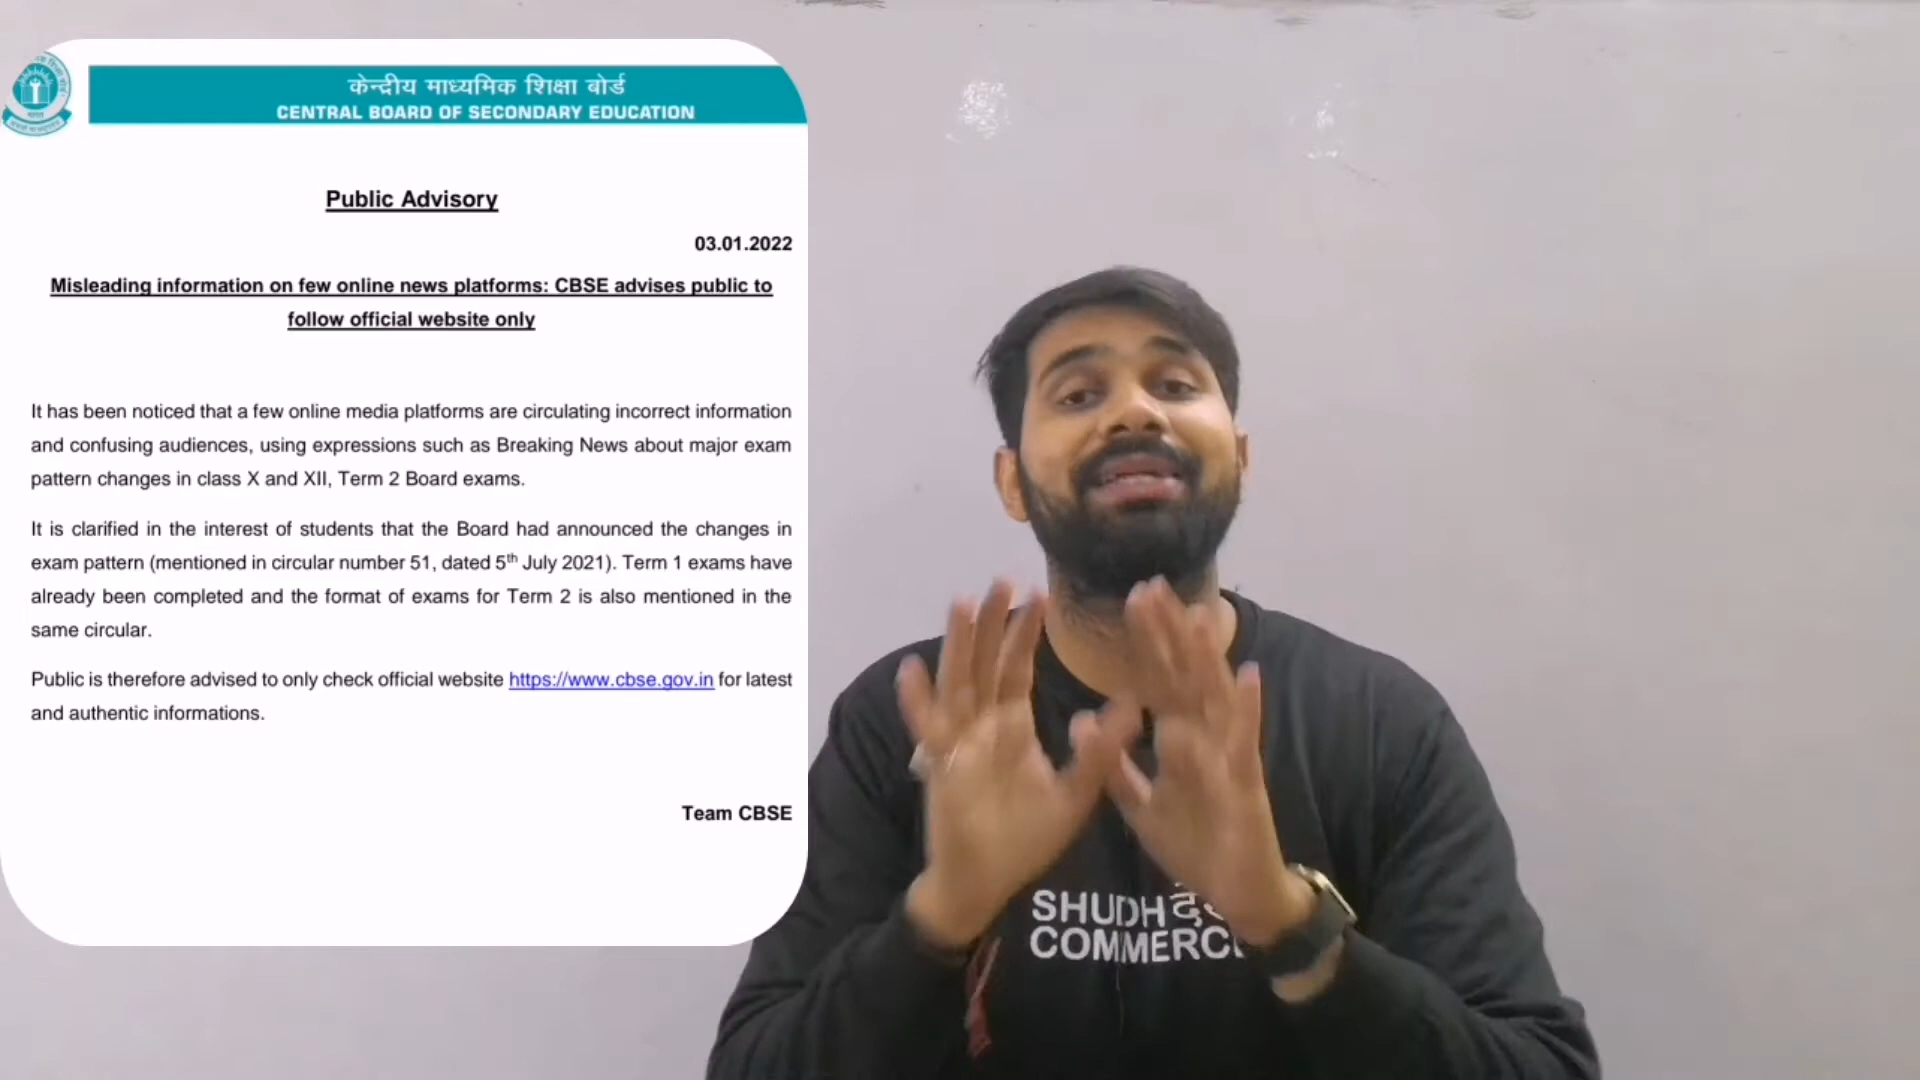 केन्द्रीय माध्यमिक शिक्षा बोर्ड
CENTRAL BOARD OF SECONDARY EDUCATION
Public Advisory
03.01.2022
Misleading information on few online news platforms: CBSE advises public to
follow official website only
It has been noticed that a few online media platforms are circulating incorrect information
and confusing audiences, using expressions such as Breaking News about major exam
pattern changes in class X and XII, Term 2 Board exams.
It is clarified in the interest of students that the Board had announced the changes in
exam pattern (mentioned in circular number 51, dated 5th July 2021). Term 1 exams have
already been completed and the format of exams for Term 2 is also mentioned in the
same circular.
Public is therefore advised to only check official website https://www.cbse.gov.in for latest
and authentic informations.
Team CBSE
SHUDH
COMMERC